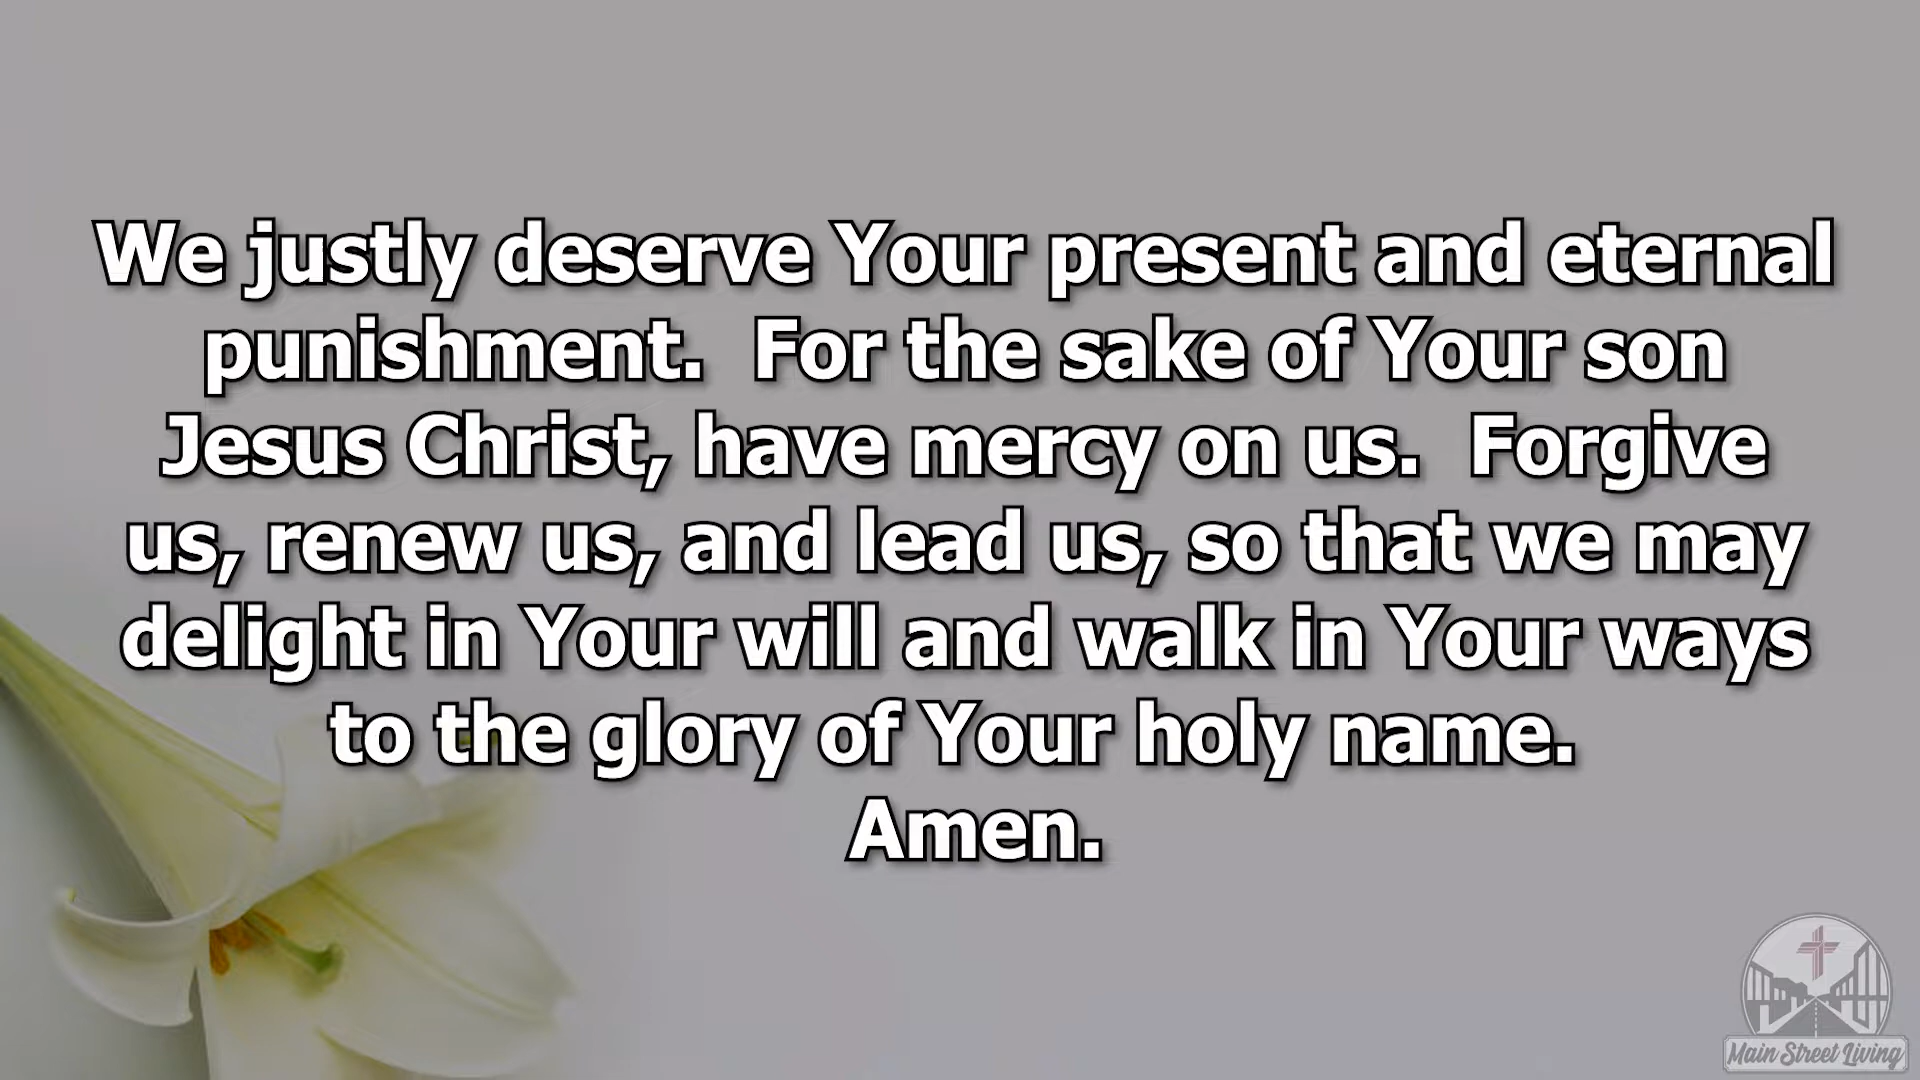 We justly deserve Your present and eternal
punishment.  For the sake of Your son
Jesus Christ, have mercy on us.  Forgive
us, renew us, and lead us, so that we may
delight in Your will and walk in Your ways
to the glory of Your holy name.
Amen.
Main Street Living